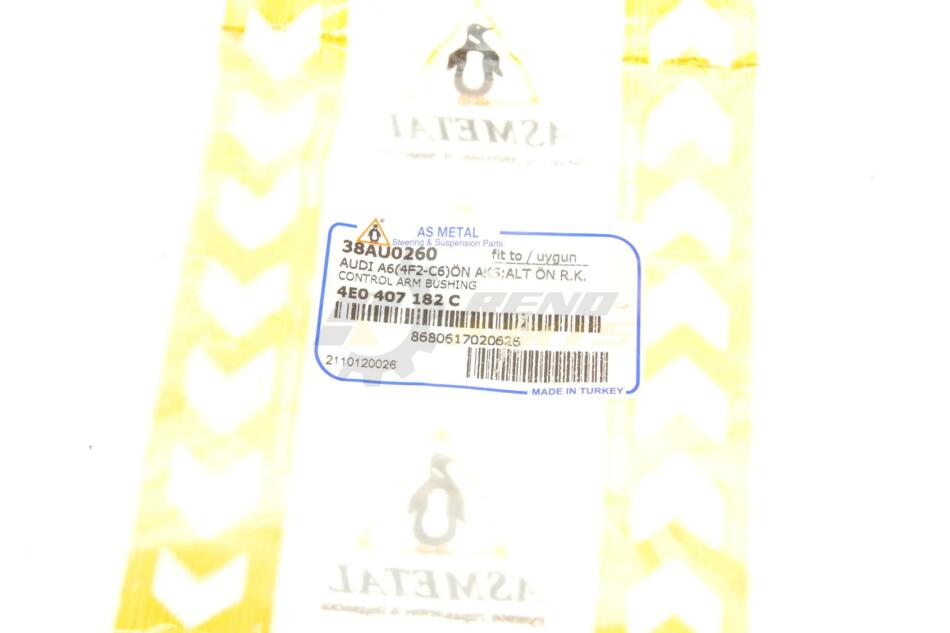 ASMETAL
AS METAL
Steering & Suspension Parts
38AU0260 fit to / uygun
AUDI A6(4F2-C6)ÖN AKS;ALT ÖN R.K.
CONTROL ARM BUSHING
4E0 407 182 C
8680617020626
2110120026
MADE IN TURKEY
ASMETAL